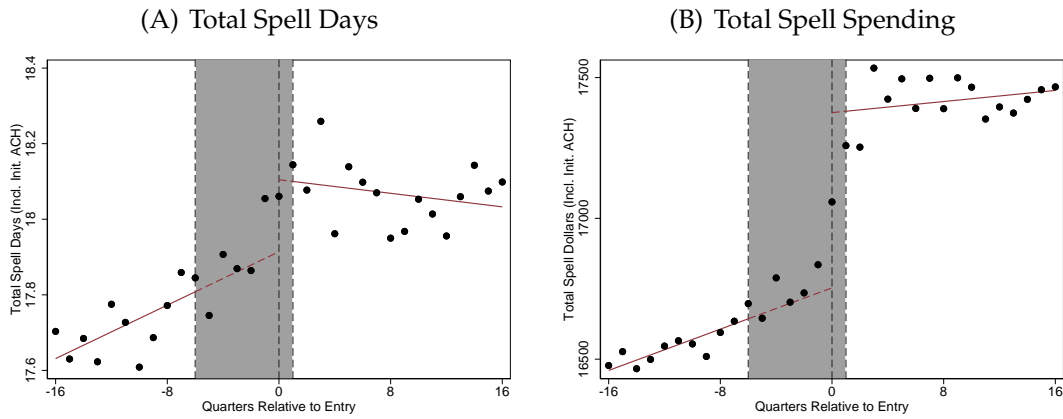 (A) Total Spell Days
Total Spell Days (Incl. Init. ACH)
18.4
18.2
18
17.8
17.6
-16 -8 0 8 16
Quarters Relative to Entry
(B) Total Spell Spending
Total Spell Dollars (Incl. Init. ACH)
17500
17000
16500
-16 -8 0 8 16
Quarters Relative to Entry